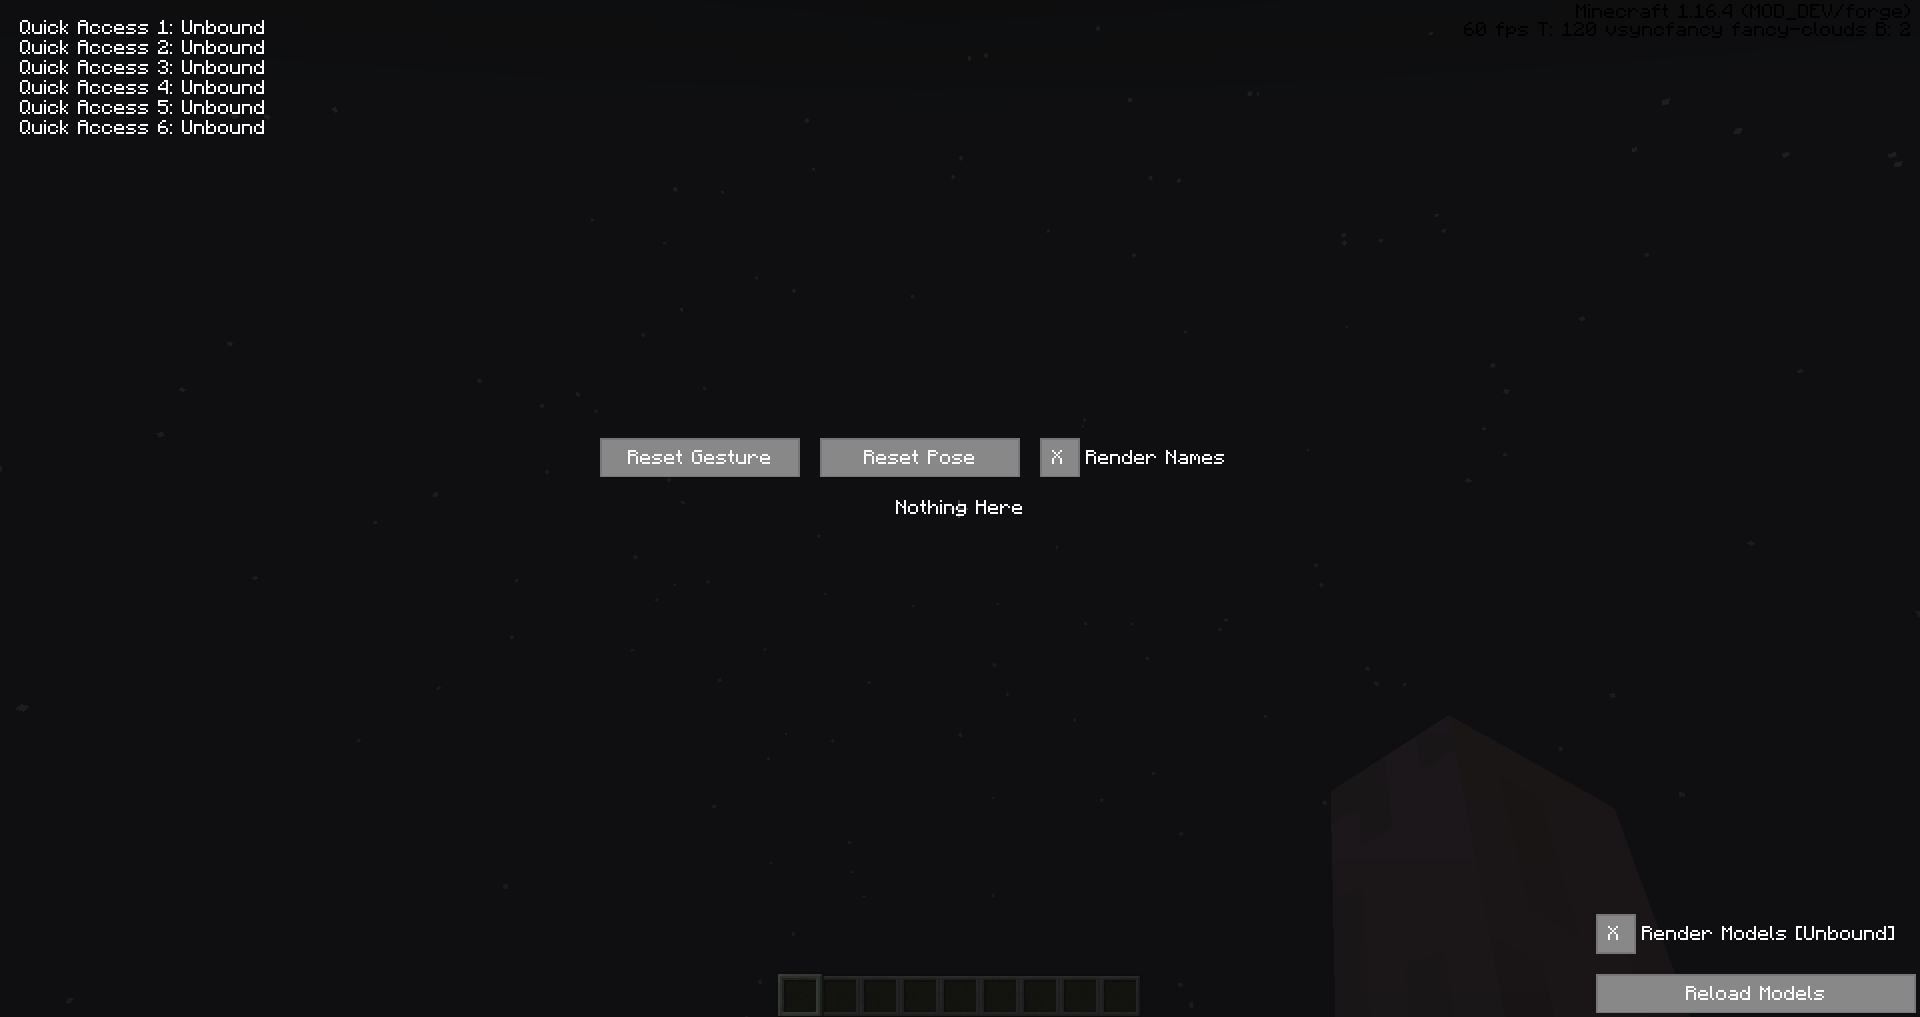 Quick Access 1: Unbound
Quick Access 2: Unbound
Quick Access 3: Unbound
Quick Access 4: Unbound
Quick Access 5: Unbound
Quick Access 6: Unbound
Minecraft 1.16.4 (MOD_DEV/forge)
60 fps T: 120 vsyncfancy fancy-clouds B: 2
Reset Gesture
Reset Pose
X Render Names
Nothing Here
X Render Models [Unbound]
Reload Models